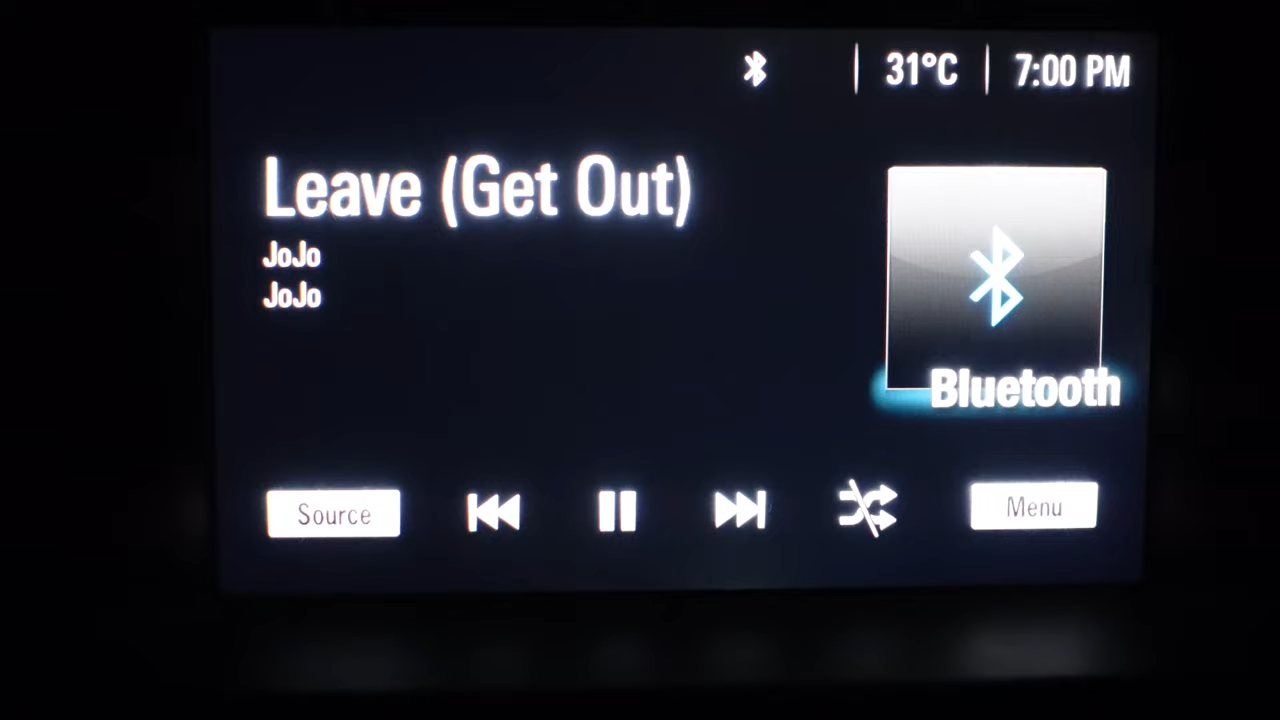 31°C 7:00 PM
Leave (Get Out)
JoJo
JoJo
Bluetooth
Source
Menu